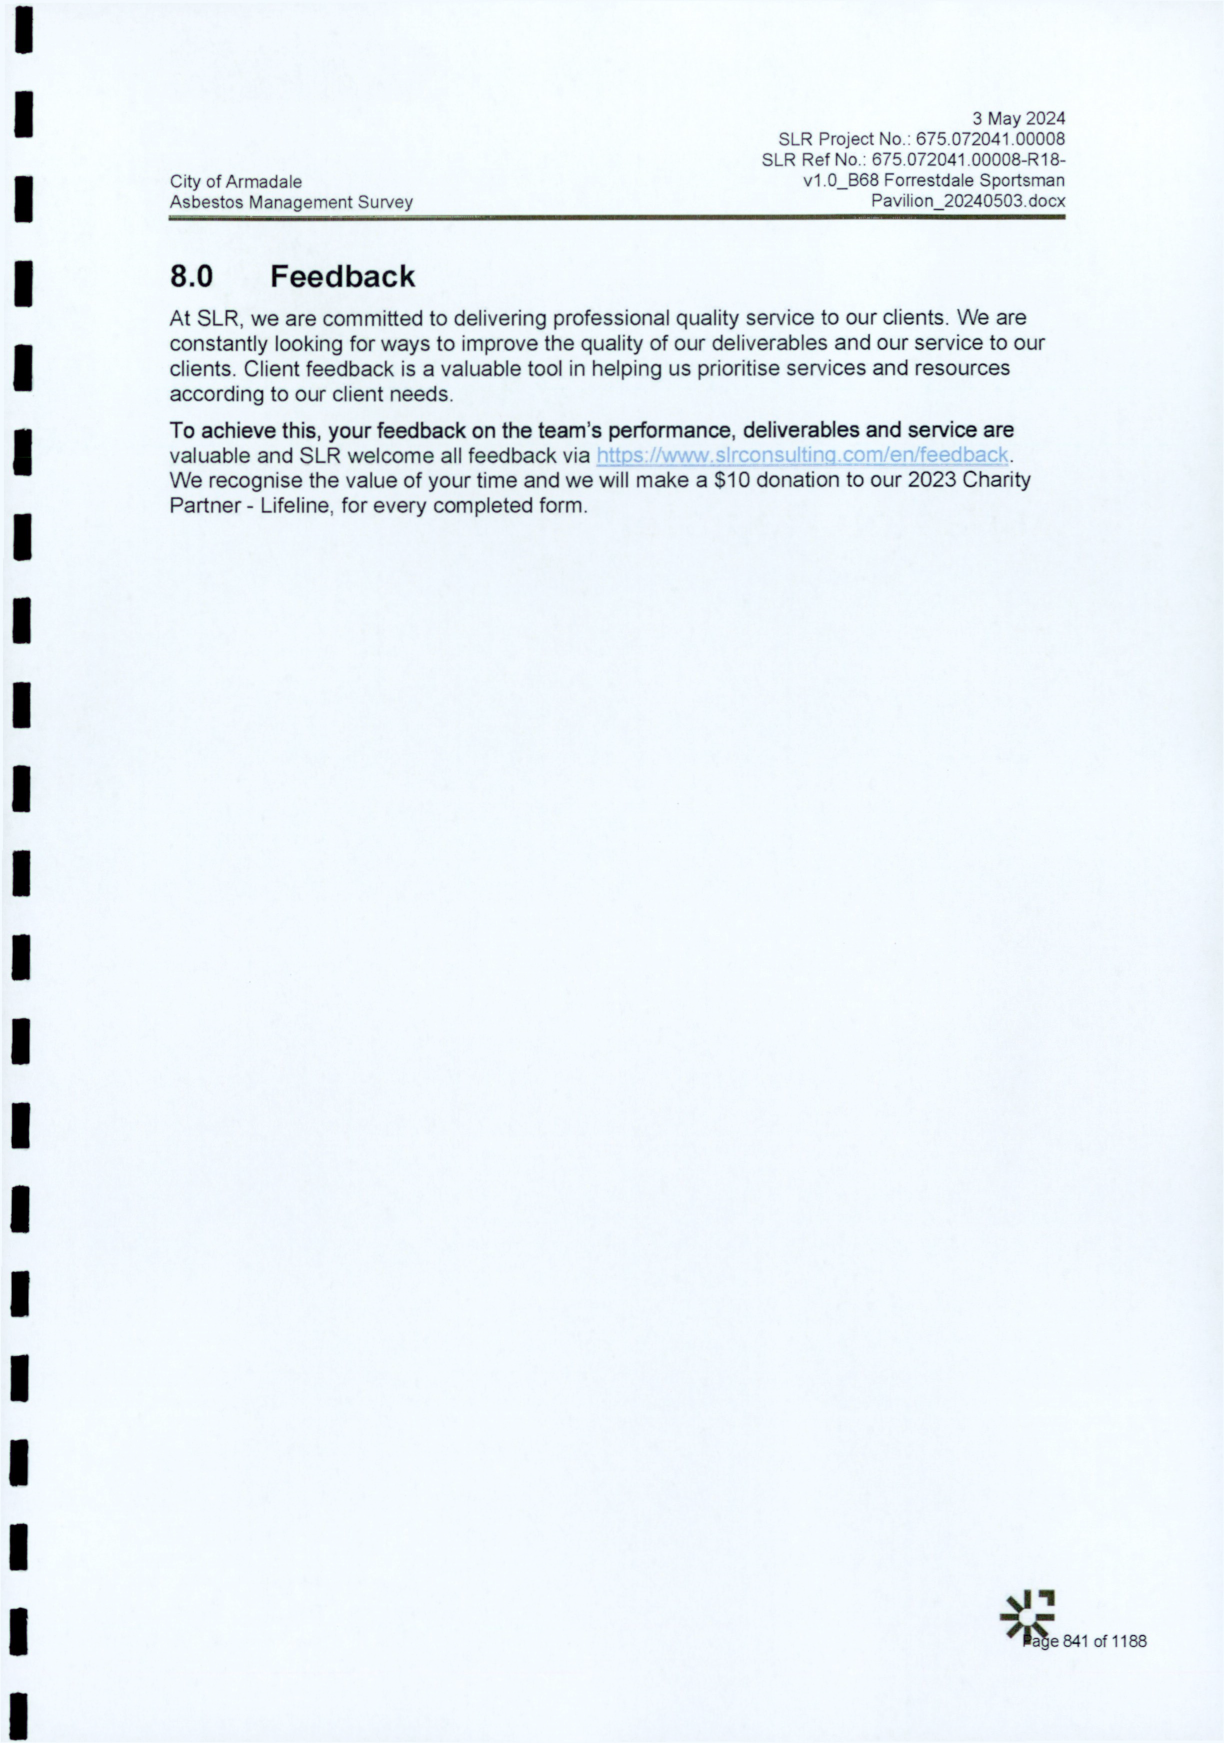 3 May 2024
SLR Project No.: 675.072041.00008
SLR Ref No.: 675.072041.00008-R18-
City of Armadale v1.0_B68 Forrestdale Sportsman
Asbestos Management Survey Pavilion_20240503.docx
8.0 Feedback
At SLR, we are committed to delivering professional quality service to our clients. We are
constantly looking for ways to improve the quality of our deliverables and our service to our
clients. Client feedback is a valuable tool in helping us prioritise services and resources
according to our client needs.
To achieve this, your feedback on the team's performance, deliverables and service are
valuable and SLR welcome all feedback via https://www.slrconsulting.com/en/feedback.
We recognise the value of your time and we will make a $10 donation to our 2023 Charity
Partner - Lifeline, for every completed form.
Page 841 of 1188